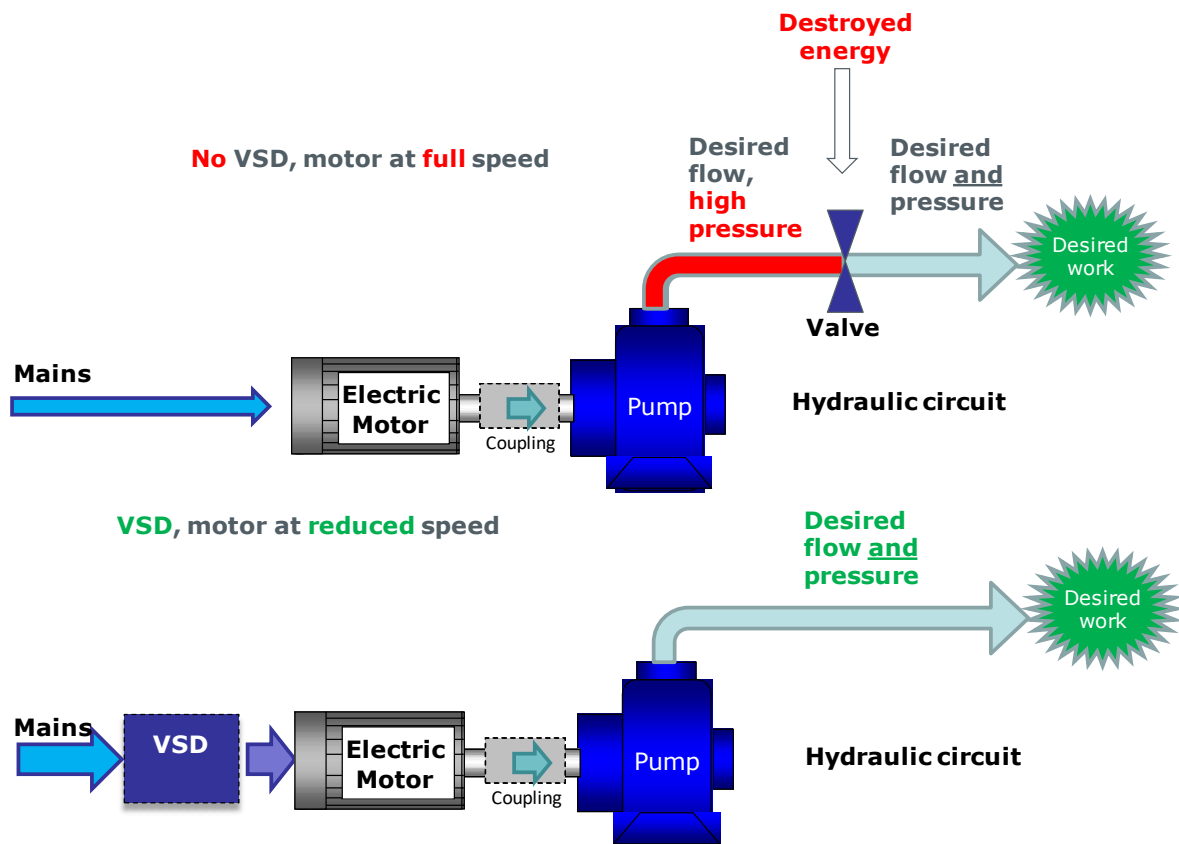 Destroyed
energy
No VSD, motor at full speed
Desired
flow,
high
pressure
Desired
flow and
pressure
Desired
work
Valve
Mains
Electric
Motor
Coupling
Pump
Hydraulic circuit
VSD, motor at reduced speed
Desired
flow and
pressure
Desired
work
Mains
VSD
Electric
Motor
Coupling
Pump
Hydraulic circuit